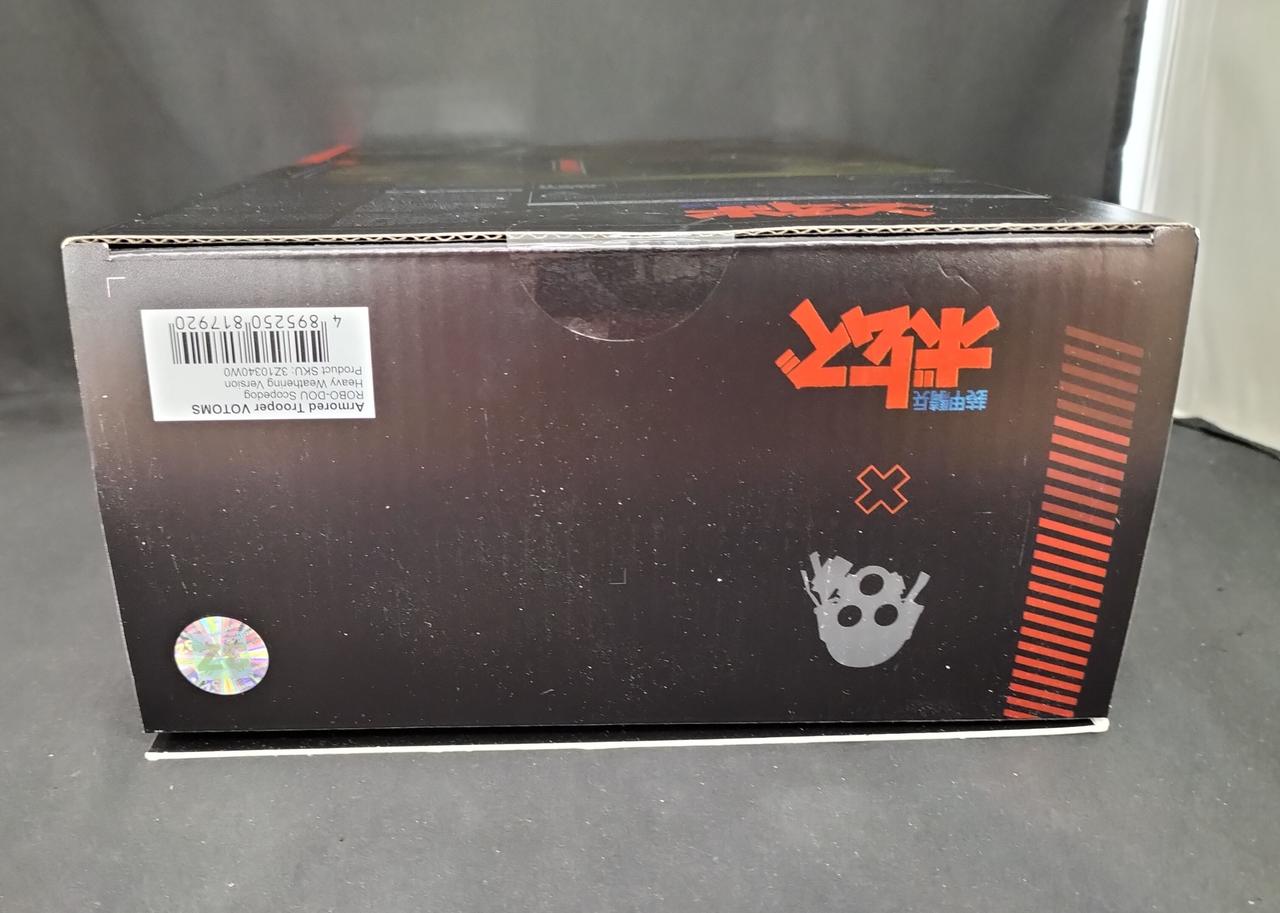 Armored Trooper VOTOMS
ROBO-DOU Scopedog
Heavy Weathering Version
Product SKU: 3Z10340W0
4 895250 817920
装甲騎兵
ボトムズ